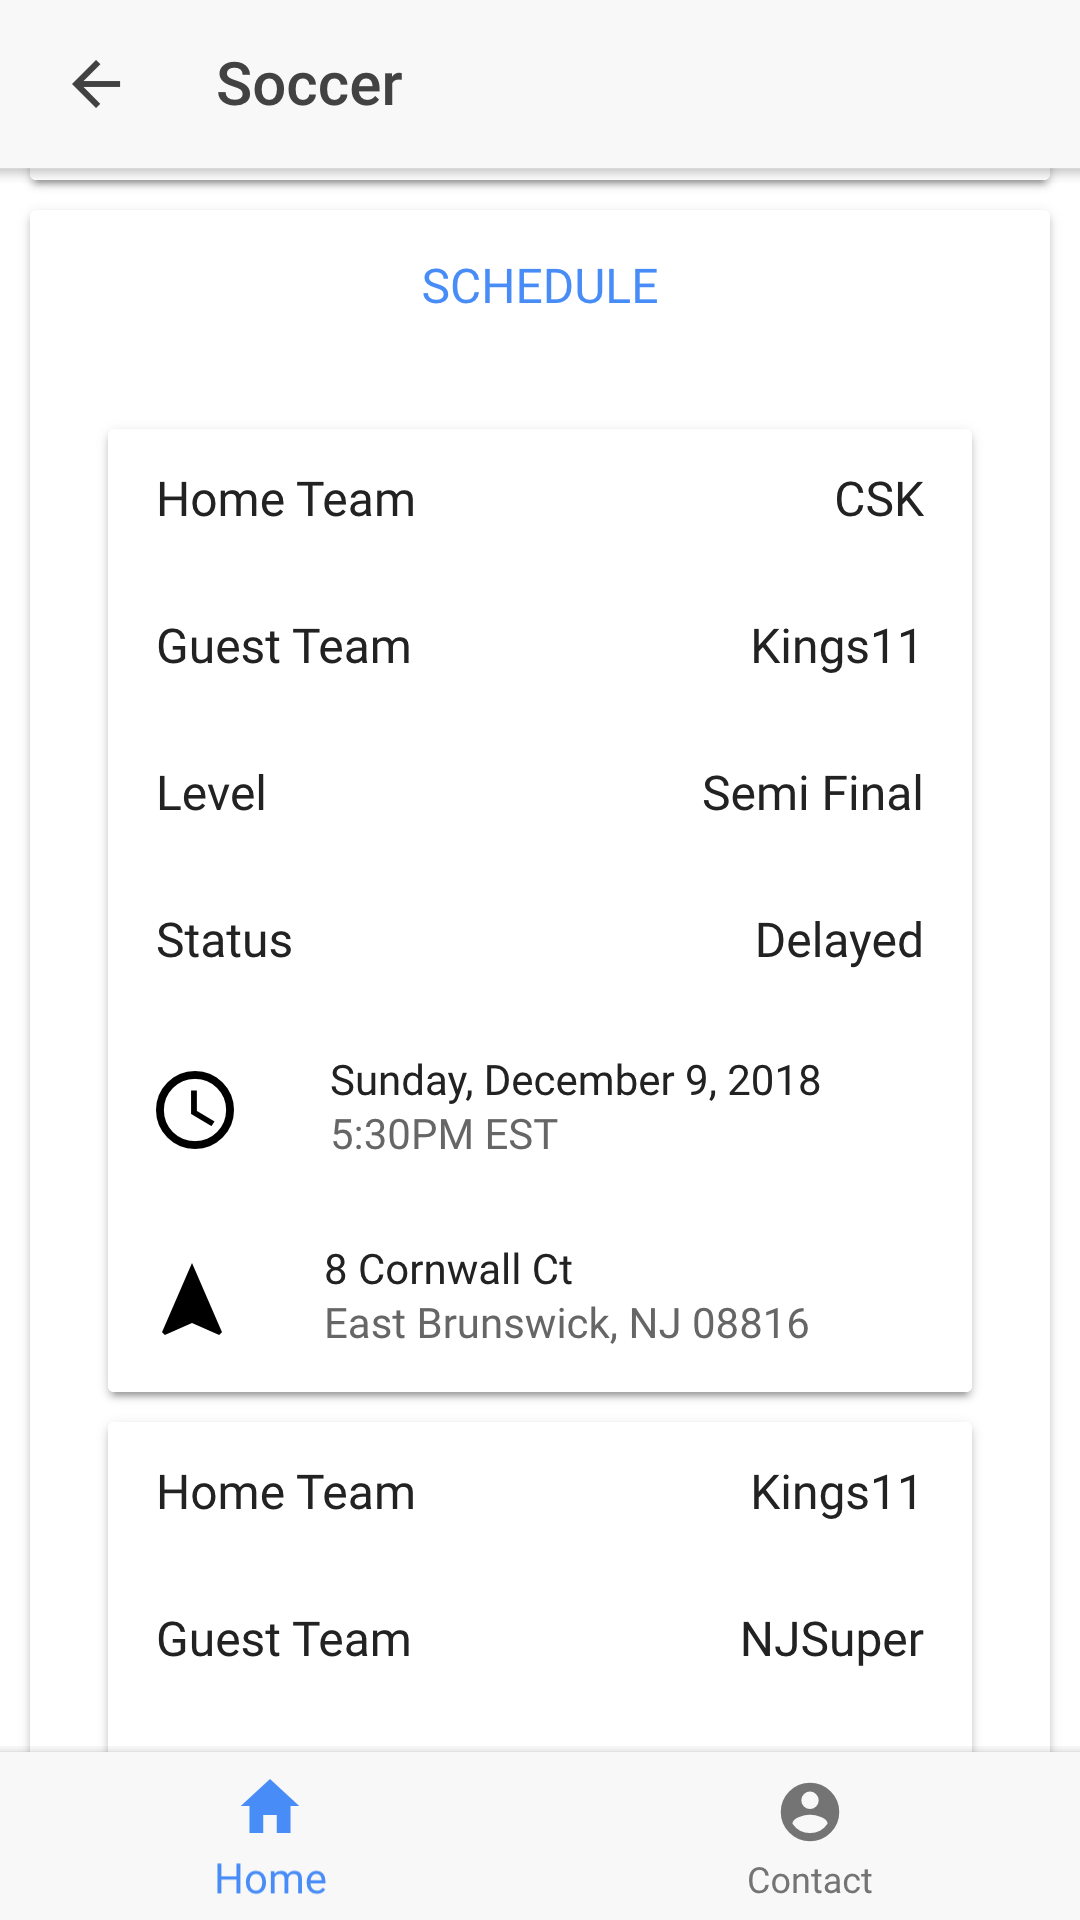 Soccer
SCHEDULE
Home Team CSK
Guest Team Kings11
Level Semi Final
Status Delayed
Sunday, December 9, 2018
5:30PM EST
8 Cornwall Ct
East Brunswick, NJ 08816
Home Team Kings11
Guest Team NJSuper
Home Contact